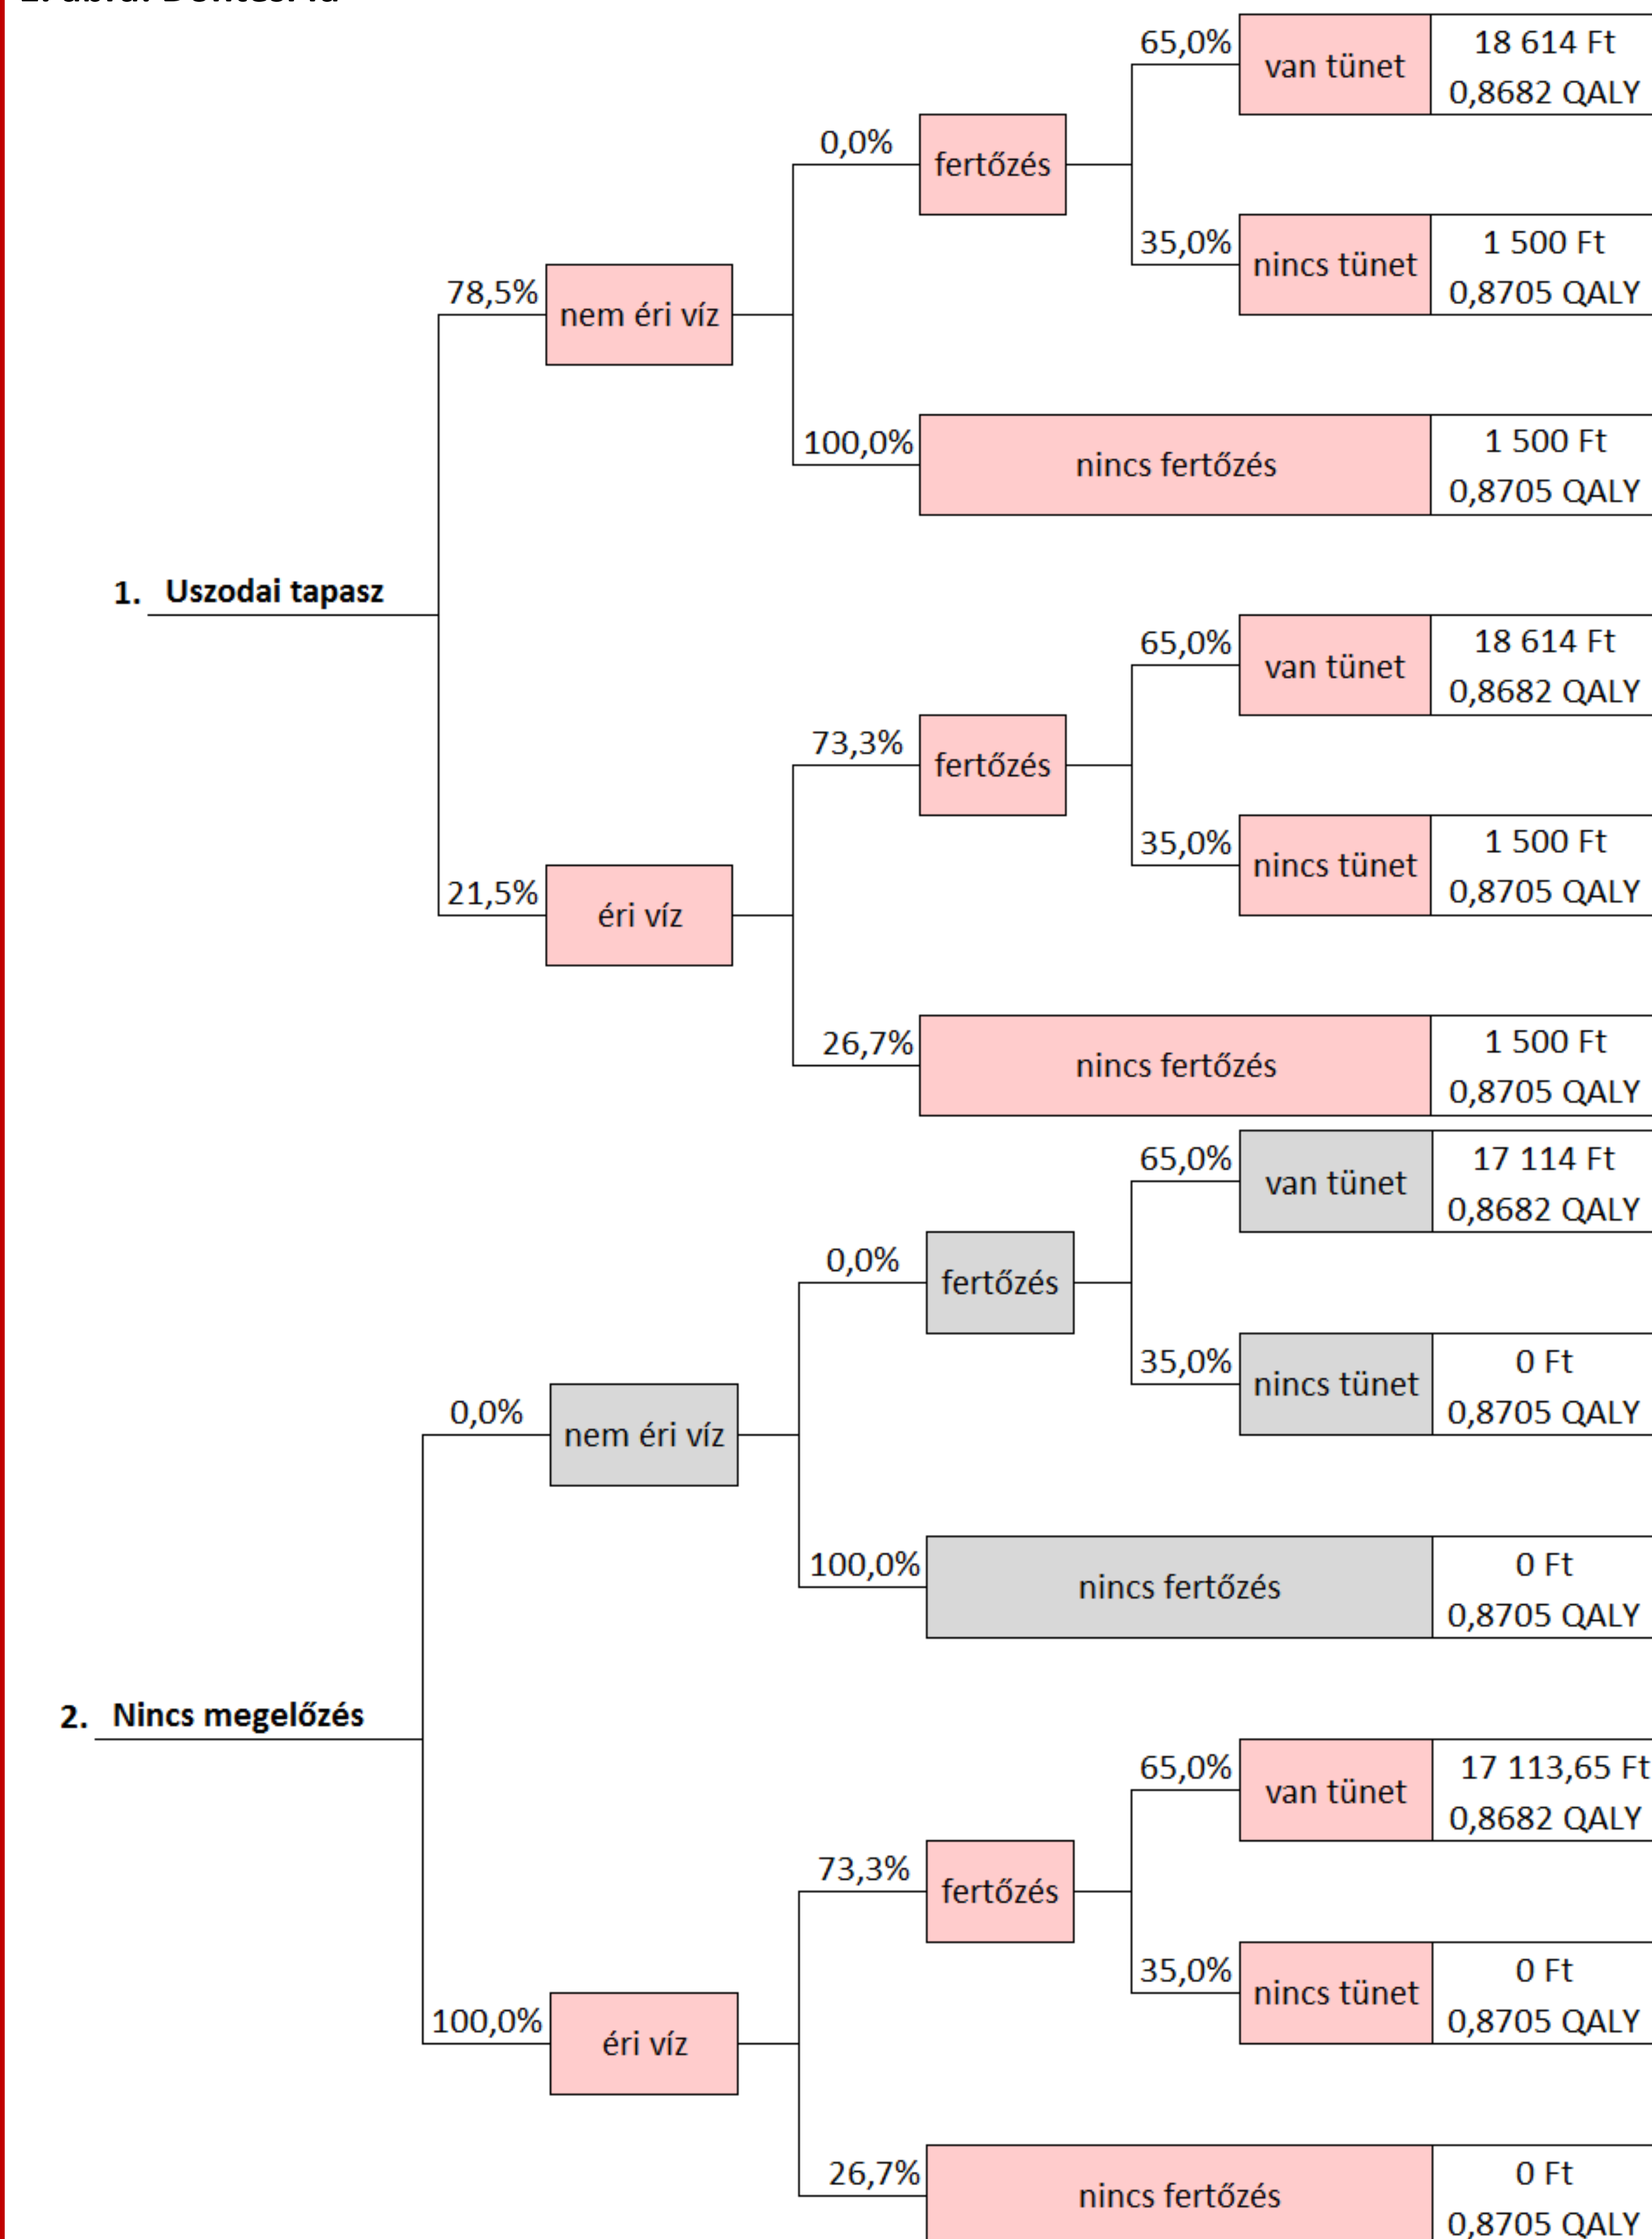 65,0%
van tünet
18 614 Ft
0,8682 QALY
0,0%
fertőzés
35,0%
nincs tünet
1 500 Ft
0,8705 QALY
78,5%
nem éri víz
100,0%
nincs fertőzés
1 500 Ft
0,8705 QALY
1. Uszodai tapasz
65,0%
van tünet
18 614 Ft
0,8682 QALY
73,3%
fertőzés
35,0%
nincs tünet
1 500 Ft
0,8705 QALY
21,5%
éri víz
26,7%
nincs fertőzés
1 500 Ft
0,8705 QALY
65,0%
van tünet
17 114 Ft
0,8682 QALY
0,0%
fertőzés
35,0%
nincs tünet
0 Ft
0,8705 QALY
0,0%
nem éri víz
100,0%
nincs fertőzés
0 Ft
0,8705 QALY
2. Nincs megelőzés
65,0%
van tünet
17 113,65 Ft
0,8682 QALY
73,3%
fertőzés
35,0%
nincs tünet
0 Ft
0,8705 QALY
100,0%
éri víz
26,7%
nincs fertőzés
0 Ft
0,8705 QALY